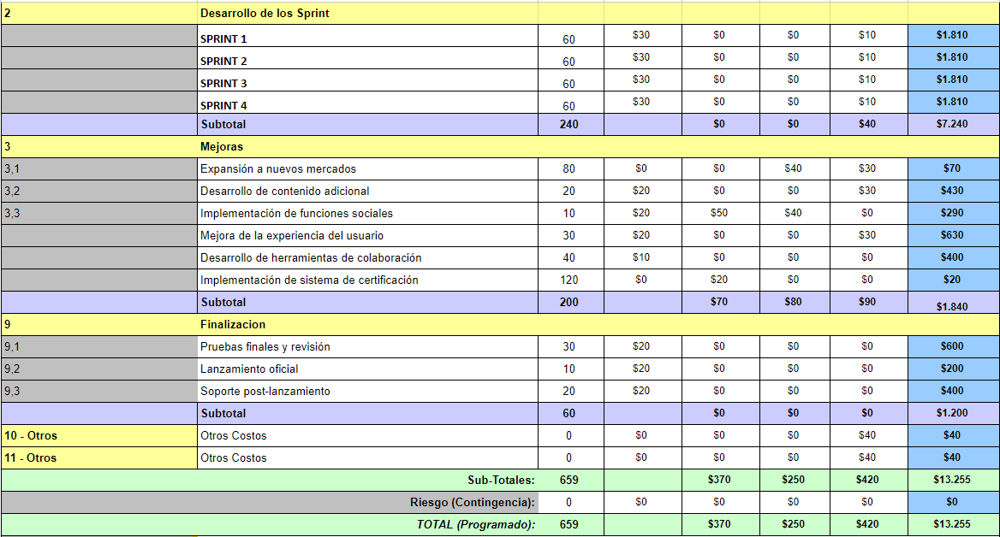 2 Desarrollo de los Sprint
SPRINT 1 60 $30 $0 $0 $10 $1.810
SPRINT 2 60 $30 $0 $0 $10 $1.810
SPRINT 3 60 $30 $0 $0 $10 $1.810
SPRINT 4 60 $30 $0 $0 $10 $1.810
Subtotal 240 $0 $0 $40 $7.240
3 Mejoras
3,1 Expansión a nuevos mercados 80 $0 $0 $40 $30 $70
3,2 Desarrollo de contenido adicional 20 $20 $0 $0 $30 $430
3,3 Implementación de funciones sociales 10 $20 $50 $40 $0 $290
Mejora de la experiencia del usuario 30 $20 $0 $0 $30 $630
Desarrollo de herramientas de colaboración 40 $10 $0 $0 $0 $400
Implementación de sistema de certificación 120 $0 $20 $0 $0 $20
Subtotal 200 $70 $80 $90 $1.840
9 Finalizacion
9,1 Pruebas finales y revisión 30 $20 $0 $0 $0 $600
9,2 Lanzamiento oficial 10 $20 $0 $0 $0 $200
9,3 Soporte post-lanzamiento 20 $20 $0 $0 $0 $400
Subtotal 60 $0 $0 $0 $1.200
10 - Otros Otros Costos 0 $0 $0 $0 $40 $40
11 - Otros Otros Costos 0 $0 $0 $0 $40 $40
Sub-Totales: 659 $370 $250 $420 $13.255
Riesgo (Contingencia): 0 $0 $0 $0 $0 $0
TOTAL (Programado): 659 $370 $250 $420 $13.255